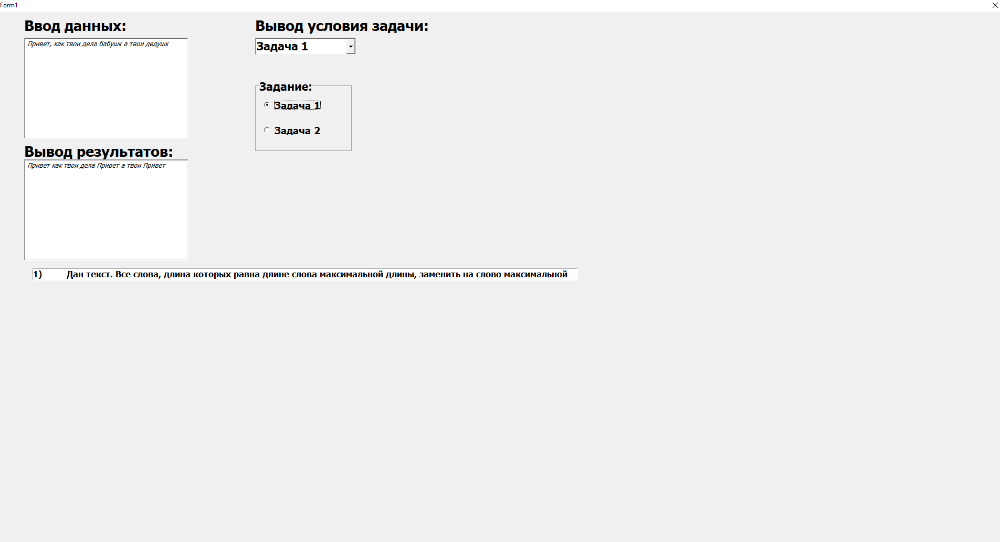 Form1
Ввод данных:
Привет, как твои дела бабушк а твои дедушк
Вывод результатов:
Привет как твои дела Привет а твои Привет
Вывод условия задачи:
Задача 1
Задание:
Задача 1
Задача 2
1) Дан текст. Все слова, длина которых равна длине слова максимальной длины, заменить на слово максимальной